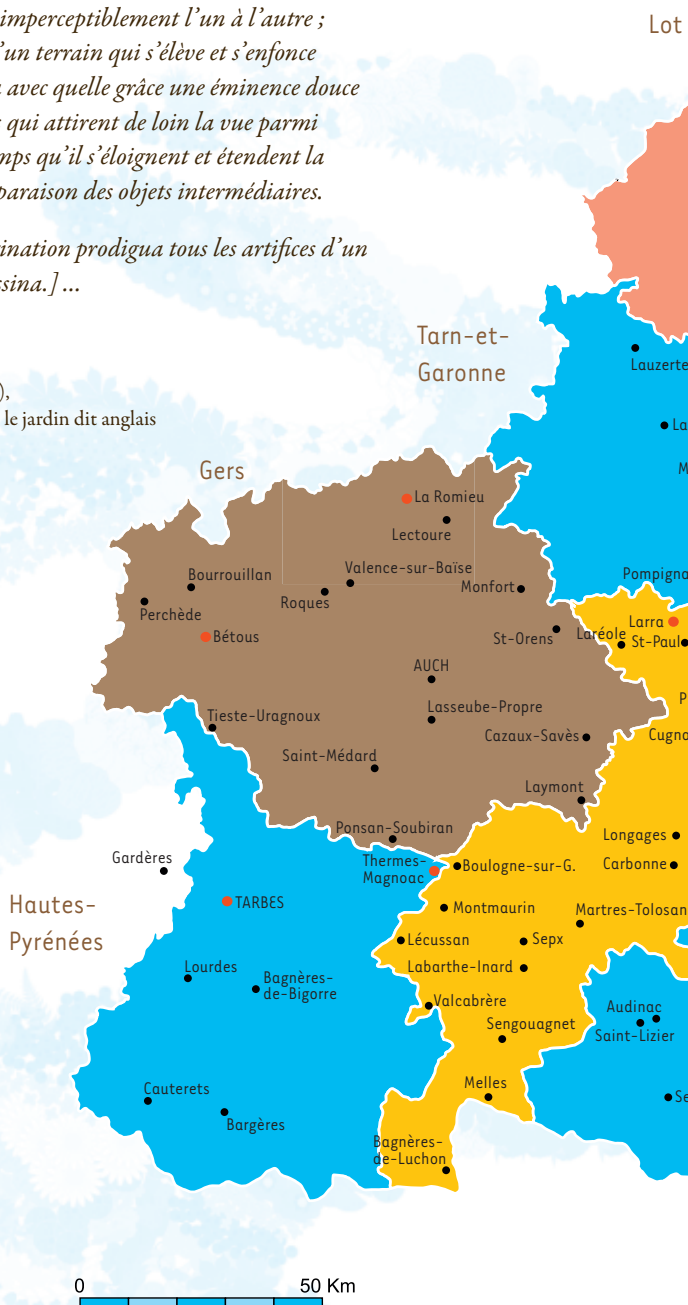 imperceptiblement l'un à l'autre ;
'un terrain qui s'élève et s'enfonce
avec quelle grâce une éminence douce
qui attirent de loin la vue parmi
mps qu'il s'éloignent et étendent la
paraison des objets intermédiaires.
ination prodigua tous les artifices d'un
ssina.] ...
),
le jardin dit anglais
Lot
Tarn-et-
Garonne
Lauzerte
La
M
Gers
La Romieu
Lectoure
Valence-sur-Baïse
Bourrouillan
Roques
Monfort
Perchède
Pompigna
Bétous
St-Orens
Larra
Laréole
St-Paul
AUCH
Lasseube-Propre
P
Tieste-Uragnoux
Cazaux-Savès
Cugno
Saint-Médard
Laymont
Ponsan-Soubiran
Longages
Gardères
Thermes-
Magnoac
Boulogne-sur-G.
Carbonne
Hautes-
Pyrénées
TARBES
Montmaurin
Martres-Tolosan
Lécussan
Sepx
Lourdes
Labarthe-Inard
Bagnères-
de-Bigorre
Valcabrère
Audinac
Sengouagnet
Saint-Lizier
Cauterets
Melles
Se
Bargères
Bagnères-
de-Luchon
0
50 Km